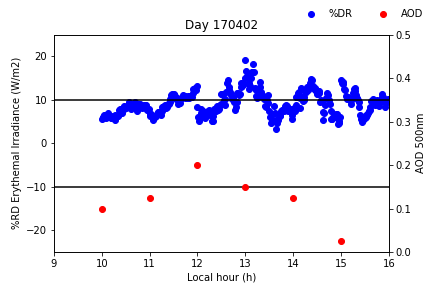 %DR AOD
Day 170402
%RD Erythemal Irradiance (W/m2)
20
10
0
−10
−20
0.5
0.4
0.3
0.2
0.1
0.0
AOD 500nm
9 10 11 12 13 14 15 16
Local hour (h)